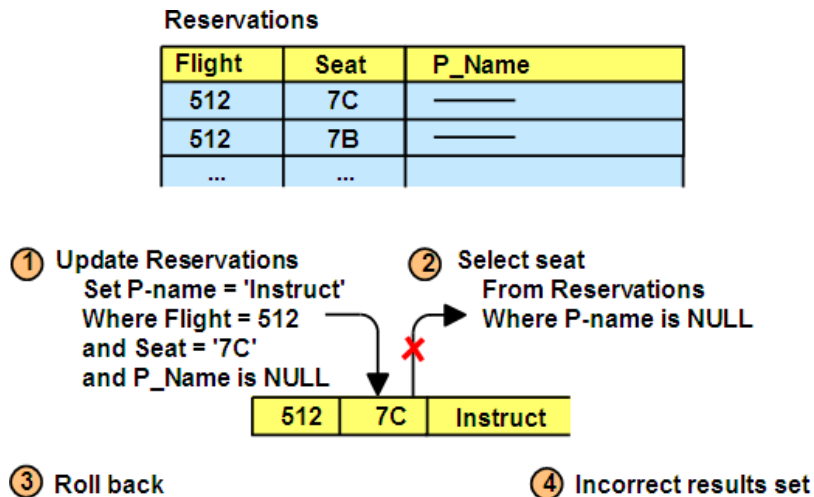 Reservations
Flight Seat P_Name
512 7C
512 7B
... ...
1 Update Reservations
Set P-name = 'Instruct'
Where Flight = 512
and Seat = '7C'
and P_Name is NULL
2 Select seat
From Reservations
Where P-name is NULL
512 7C Instruct
3 Roll back
4 Incorrect results set